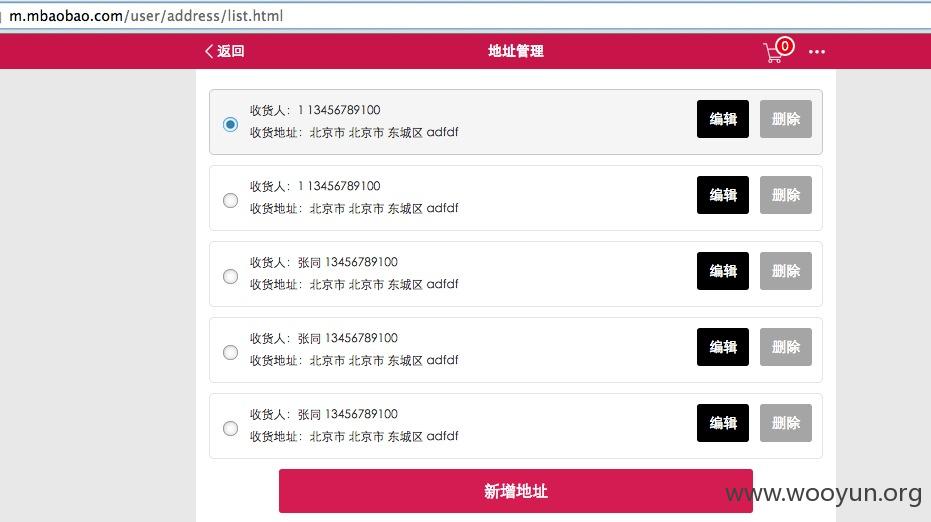 m.mbaobao.com/user/address/list.html
返回 地址管理 0 •••
收货人：1 13456789100
收货地址：北京市 北京市 东城区 adfdf
编辑 删除
收货人：1 13456789100
收货地址：北京市 北京市 东城区 adfdf
编辑 删除
收货人：张同 13456789100
收货地址：北京市 北京市 东城区 adfdf
编辑 删除
收货人：张同 13456789100
收货地址：北京市 北京市 东城区 adfdf
编辑 删除
收货人：张同 13456789100
收货地址：北京市 北京市 东城区 adfdf
编辑 删除
新增地址
www.wooyun.org